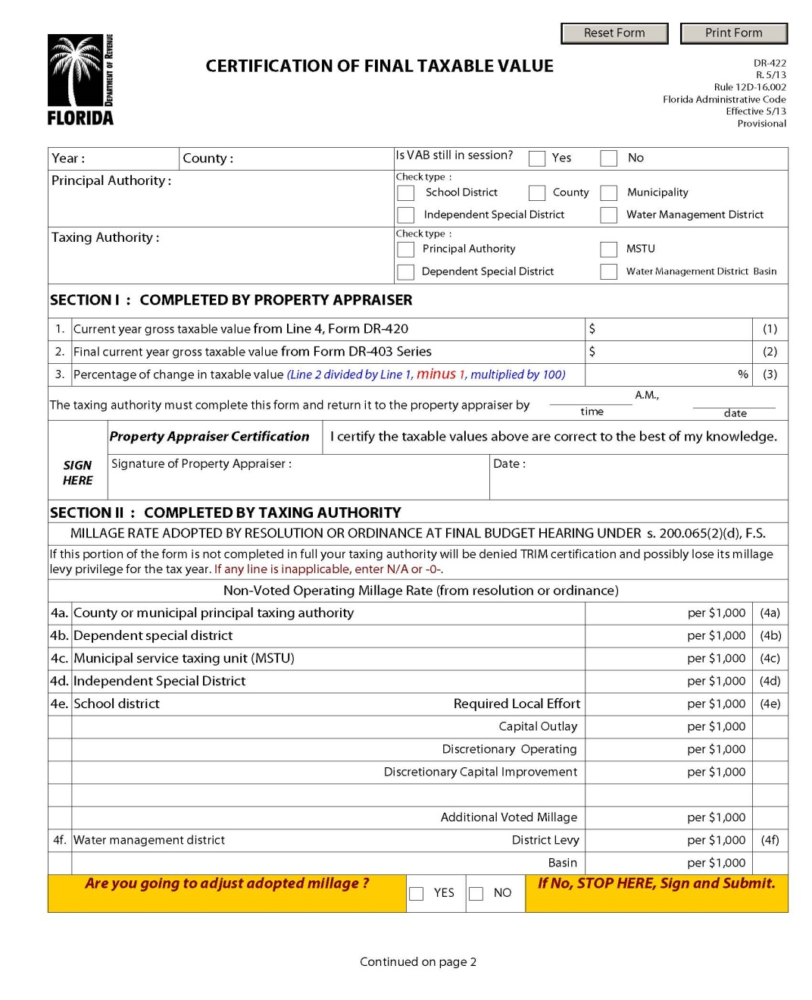 Reset Form Print Form
DEPARTMENT OF REVENUE
FLORIDA
CERTIFICATION OF FINAL TAXABLE VALUE
DR-422
R. 5/13
Rule 12D-16.002
Florida Administrative Code
Effective 5/13
Provisional
Year : County : Is VAB still in session? Yes No
Principal Authority : Check type :
School District County Municipality
Independent Special District Water Management District
Taxing Authority : Check type :
Principal Authority MSTU
Dependent Special District Water Management District Basin
SECTION I : COMPLETED BY PROPERTY APPRAISER
1. Current year gross taxable value from Line 4, Form DR-420 $ (1)
2. Final current year gross taxable value from Form DR-403 Series $ (2)
3. Percentage of change in taxable value (Line 2 divided by Line 1, minus 1, multiplied by 100) % (3)
The taxing authority must complete this form and return it to the property appraiser by A.M.,
time date
Property Appraiser Certification I certify the taxable values above are correct to the best of my knowledge.
SIGN
HERE
Signature of Property Appraiser : Date :
SECTION II : COMPLETED BY TAXING AUTHORITY
MILLAGE RATE ADOPTED BY RESOLUTION OR ORDINANCE AT FINAL BUDGET HEARING UNDER s. 200.065(2)(d), F.S.
If this portion of the form is not completed in full your taxing authority will be denied TRIM certification and possibly lose its millage
levy privilege for the tax year. If any line is inapplicable, enter N/A or -0-.
Non-Voted Operating Millage Rate (from resolution or ordinance)
4a. County or municipal principal taxing authority per $1,000 (4a)
4b. Dependent special district per $1,000 (4b)
4c. Municipal service taxing unit (MSTU) per $1,000 (4c)
4d. Independent Special District per $1,000 (4d)
4e. School district Required Local Effort per $1,000 (4e)
Capital Outlay per $1,000
Discretionary Operating per $1,000
Discretionary Capital Improvement per $1,000
Additional Voted Millage per $1,000
4f. Water management district District Levy per $1,000 (4f)
Basin per $1,000
Are you going to adjust adopted millage ? YES NO If No, STOP HERE, Sign and Submit.
Continued on page 2